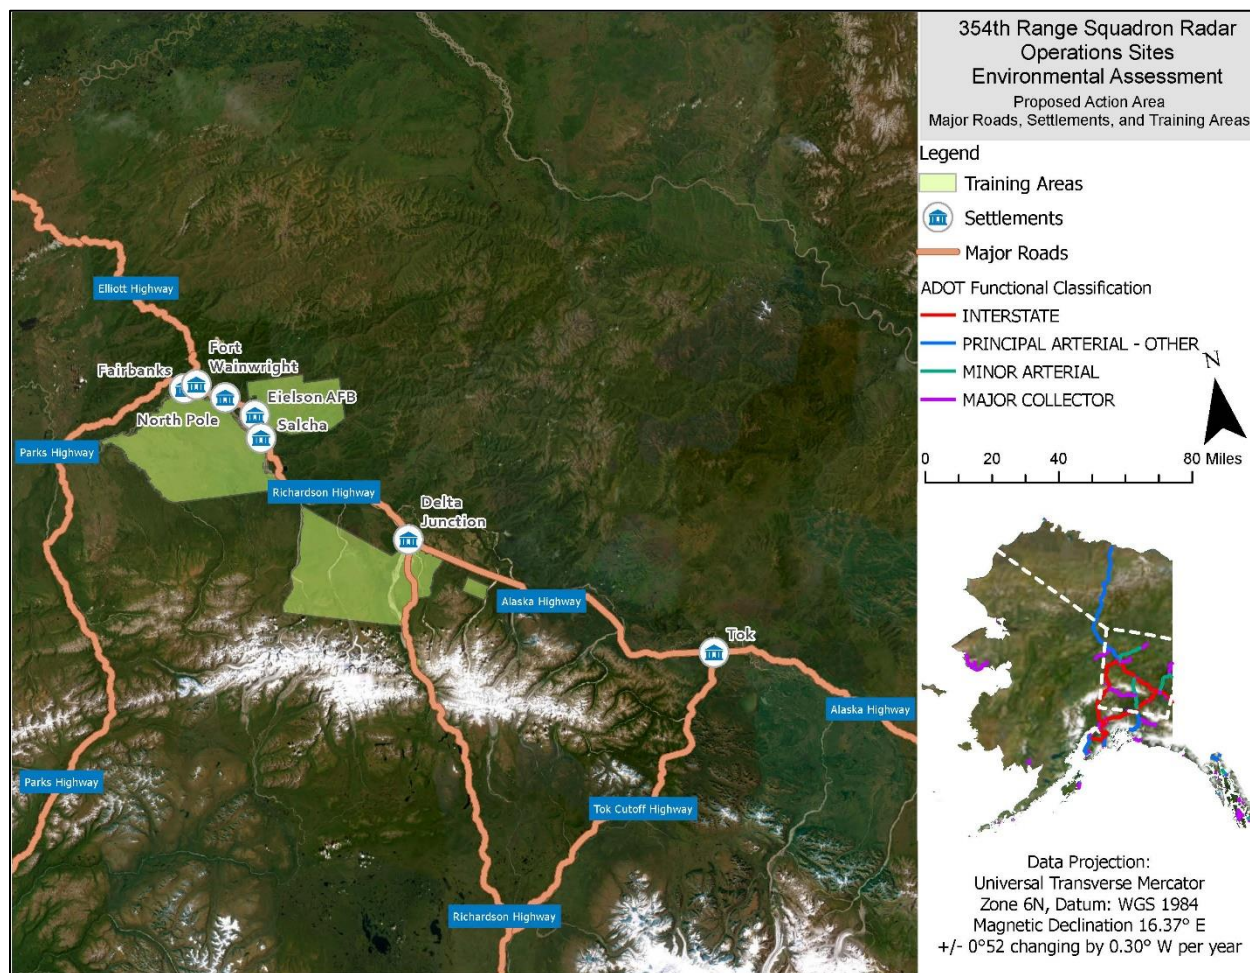 354th Range Squadron Radar
Operations Sites
Environmental Assessment
Proposed Action Area
Major Roads, Settlements, and Training Areas
Legend
Training Areas
Settlements
Major Roads
ADOT Functional Classification
INTERSTATE
PRINCIPAL ARTERIAL - OTHER
MINOR ARTERIAL
MAJOR COLLECTOR
N
0 20 40 80 Miles
Elliott Highway
Fort
Wainwright
Fairbanks
Eielson AFB
North Pole
Salcha
Parks Highway
Richardson Highway
Delta
Junction
Alaska Highway
Tok
Alaska Highway
Parks Highway
Tok Cutoff Highway
Richardson Highway
Data Projection:
Universal Transverse Mercator
Zone 6N, Datum: WGS 1984
Magnetic Declination 16.37° E
+/- 0°52 changing by 0.30° W per year